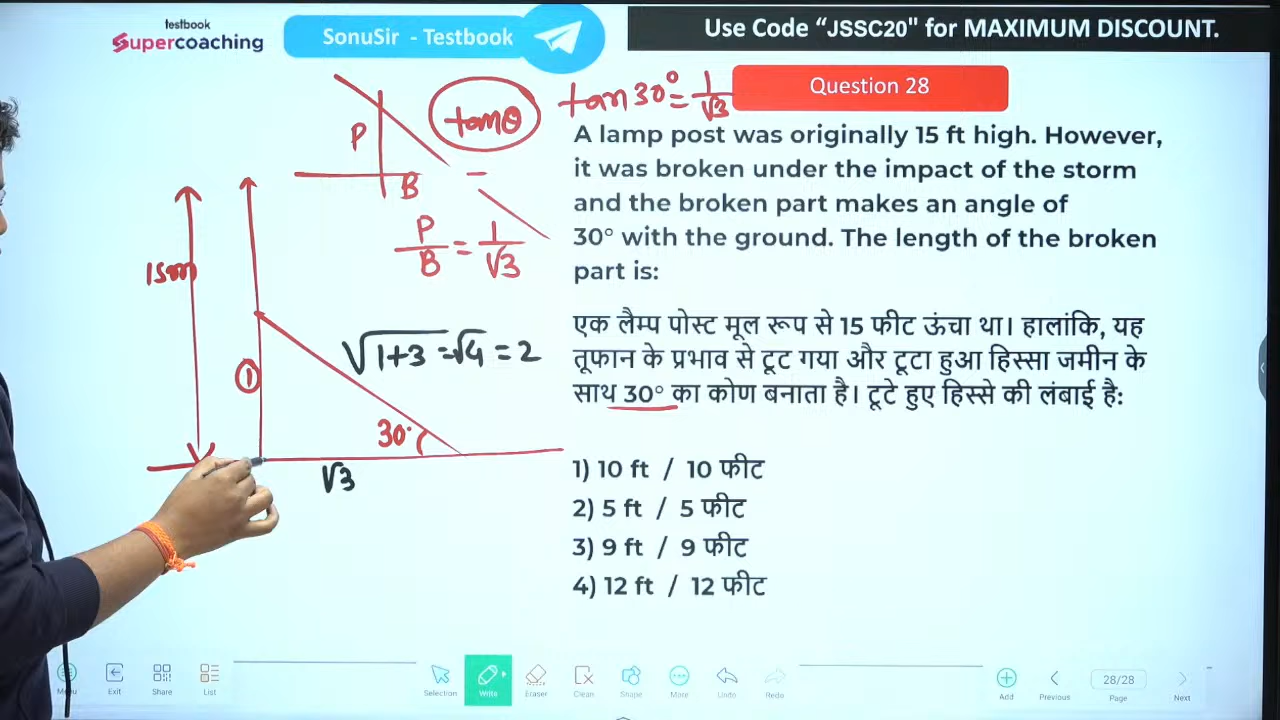 testbook
Supercoaching
SonuSir - Testbook
Use Code “JSSC20" for MAXIMUM DISCOUNT.
Question 28
tanθ
tan30°=1/√3
P
B
P/B = 1/√3
15m
1
√1+3 = √4 = 2
30°
√3
A lamp post was originally 15 ft high. However,
it was broken under the impact of the storm
and the broken part makes an angle of
30° with the ground. The length of the broken
part is:
एक लैम्प पोस्ट मूल रूप से 15 फीट ऊंचा था। हालांकि, यह
तूफान के प्रभाव से टूट गया और टूटा हुआ हिस्सा जमीन के
साथ 30° का कोण बनाता है। टूटे हुए हिस्से की लंबाई है:
1) 10 ft / 10 फीट
2) 5 ft / 5 फीट
3) 9 ft / 9 फीट
4) 12 ft / 12 फीट
Menu
Exit
Share
List
Selection
Write
Eraser
Clean
Shape
More
Undo
Redo
Add
Previous
28/28
Page
Next